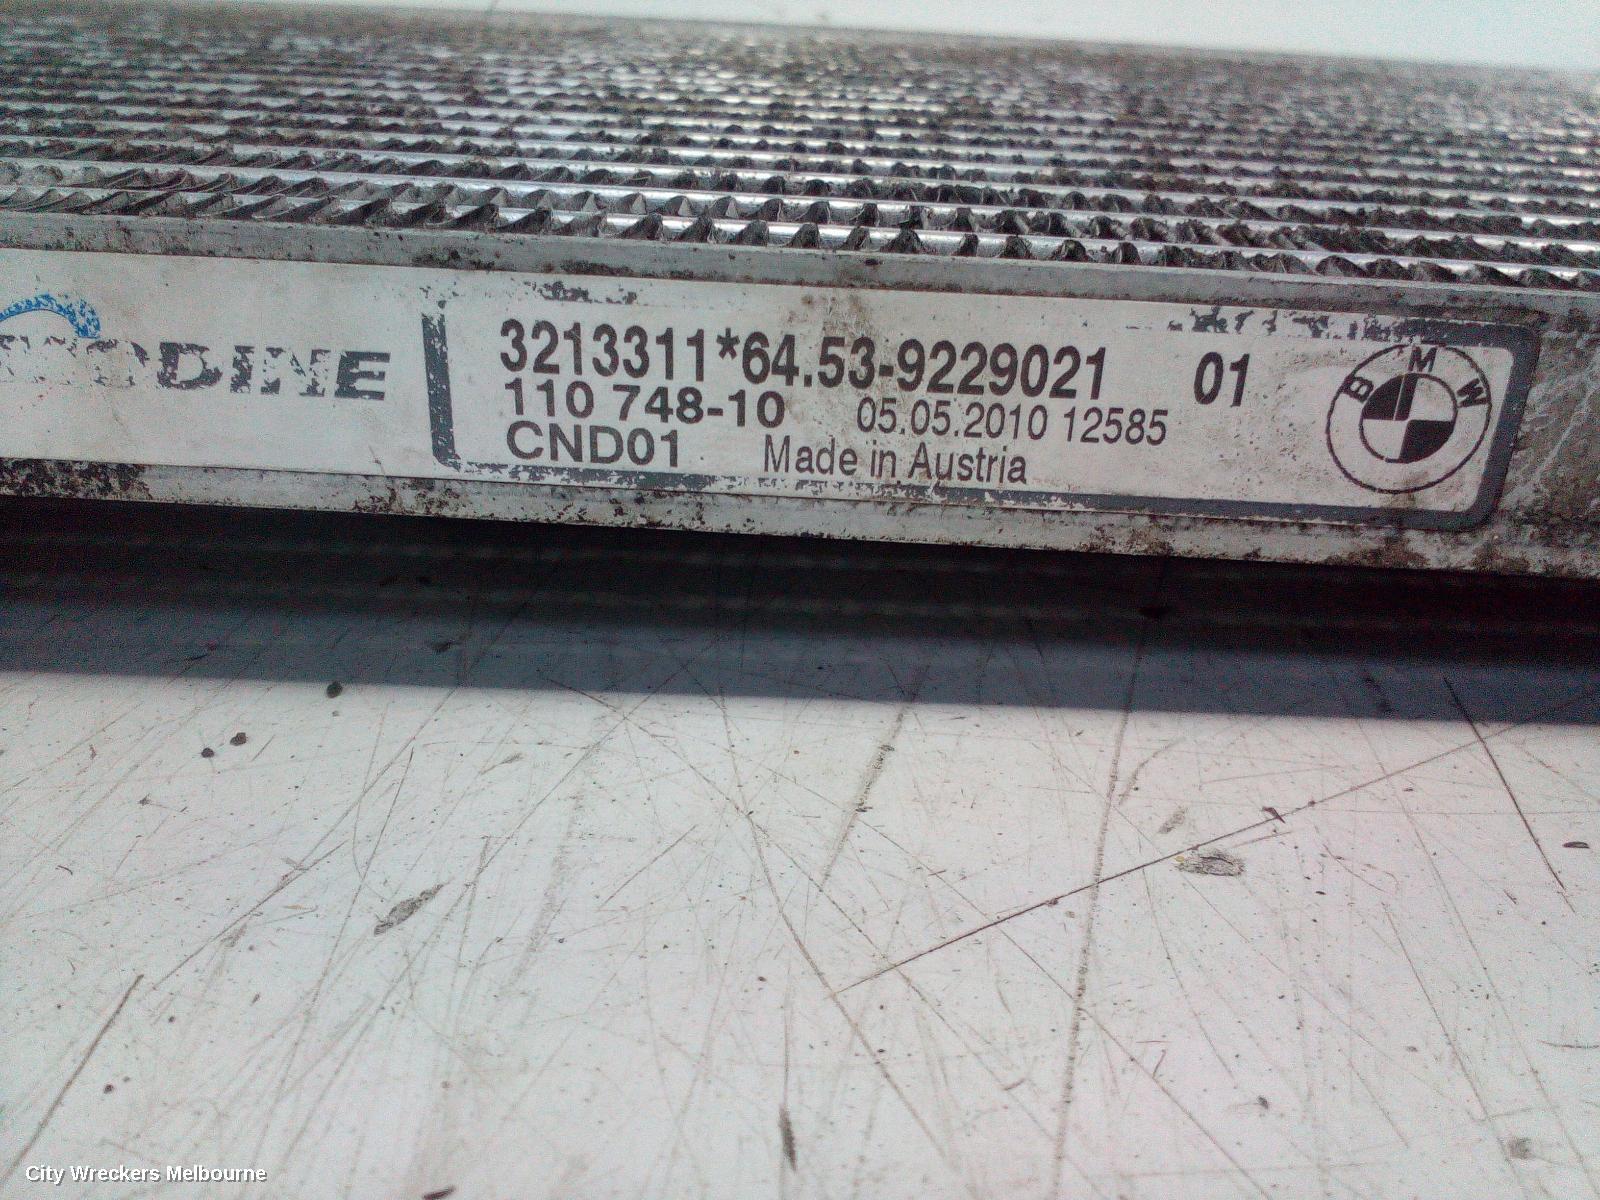 MODINE
3213311*64.53-9229021 01
110 748-10 05.05.2010 12585
CND01 Made in Austria
BMW
City Wreckers Melbourne